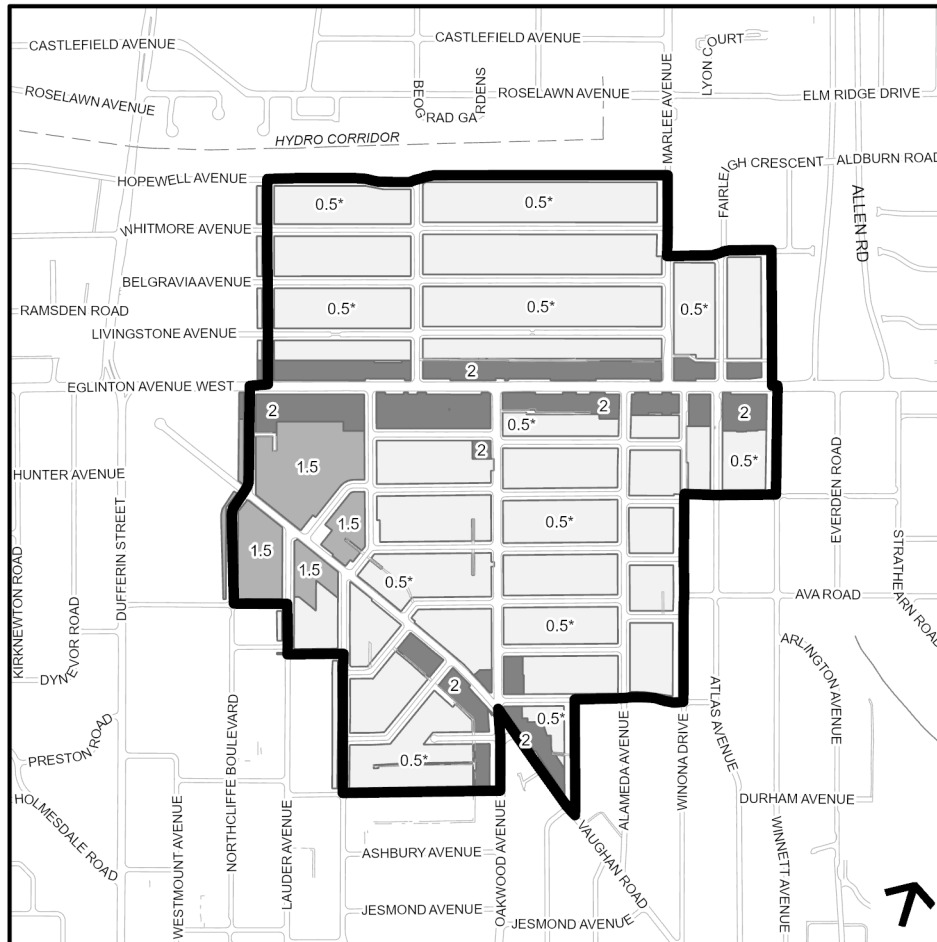 CASTLEFIELD AVENUE
CASTLEFIELD AVENUE
LYON COURT
MARLEE AVENUE
ROSELAWN AVENUE
BEOGRAD GARDENS
ROSELAWN AVENUE
ELM RIDGE DRIVE
HYDRO CORRIDOR
FAIRLEIGH CRESCENT
ALDBURN ROAD
HOPEWELL AVENUE
ALLEN RD
0.5*
0.5*
WHITMORE AVENUE
BELGRAVIA AVENUE
RAMSDEN ROAD
0.5*
0.5*
0.5*
LIVINGSTONE AVENUE
2
EGLINTON AVENUE WEST
2
2
2
0.5*
2
0.5*
HUNTER AVENUE
1.5
EVERDEN ROAD
KIRKNEWTON ROAD
DUFFERIN STREET
1.5
0.5*
STRATHEARN ROAD
1.5
1.5
0.5*
AVA ROAD
0.5*
DYNEVOR ROAD
ARLINGTON AVENUE
2
0.5*
2
PRESTON ROAD
0.5*
NORTHCLIFFE BOULEVARD
ATLAS AVENUE
WINONA DRIVE
ALAMEDA AVENUE
HOLMESDALE ROAD
DURHAM AVENUE
WESTMOUNT AVENUE
LAUDER AVENUE
OAKWOOD AVENUE
VAUGHAN ROAD
WINNETT AVENUE
ASHBURY AVENUE
JESMOND AVENUE
JESMOND AVENUE